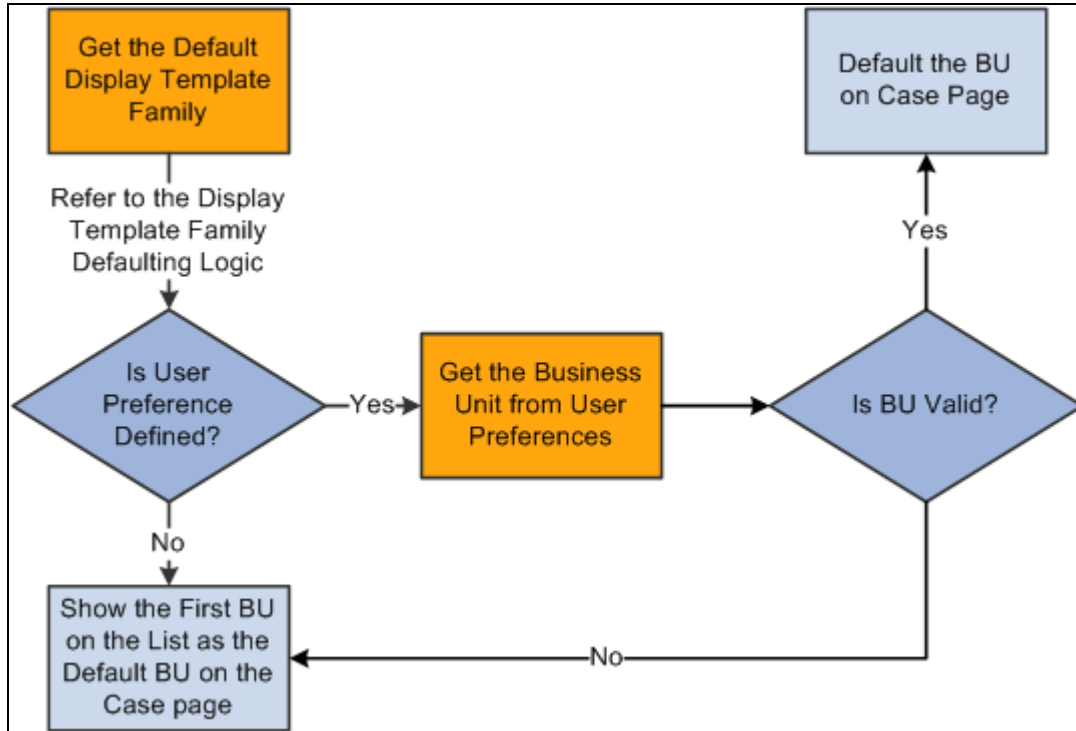 Get the Default
Display Template
Family
Refer to the Display
Template Family
Defaulting Logic
Is User
Preference
Defined?
Yes
Get the Business
Unit from User
Preferences
Is BU Valid?
Yes
Default the BU
on Case Page
No
Show the First BU
on the List as the
Default BU on the
Case page
No